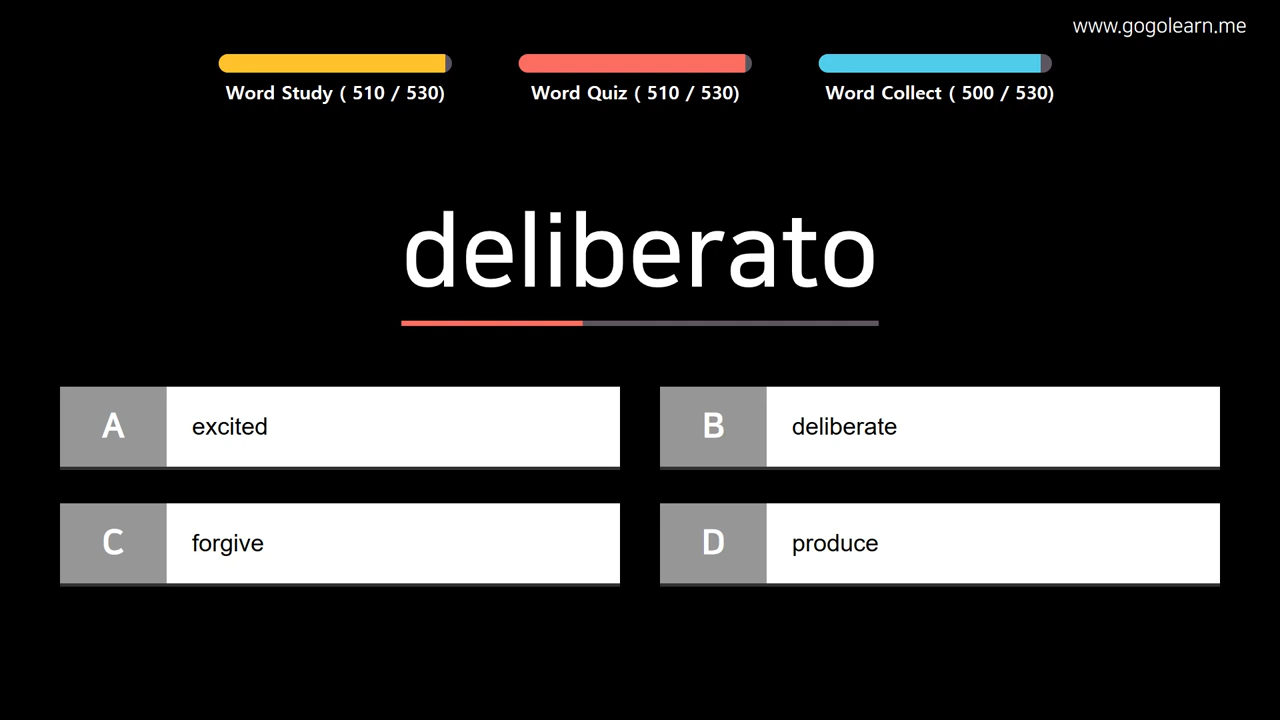 www.gogolearn.me
Word Study ( 510 / 530)
Word Quiz ( 510 / 530)
Word Collect ( 500 / 530)
deliberato
A excited
B deliberate
C forgive
D produce